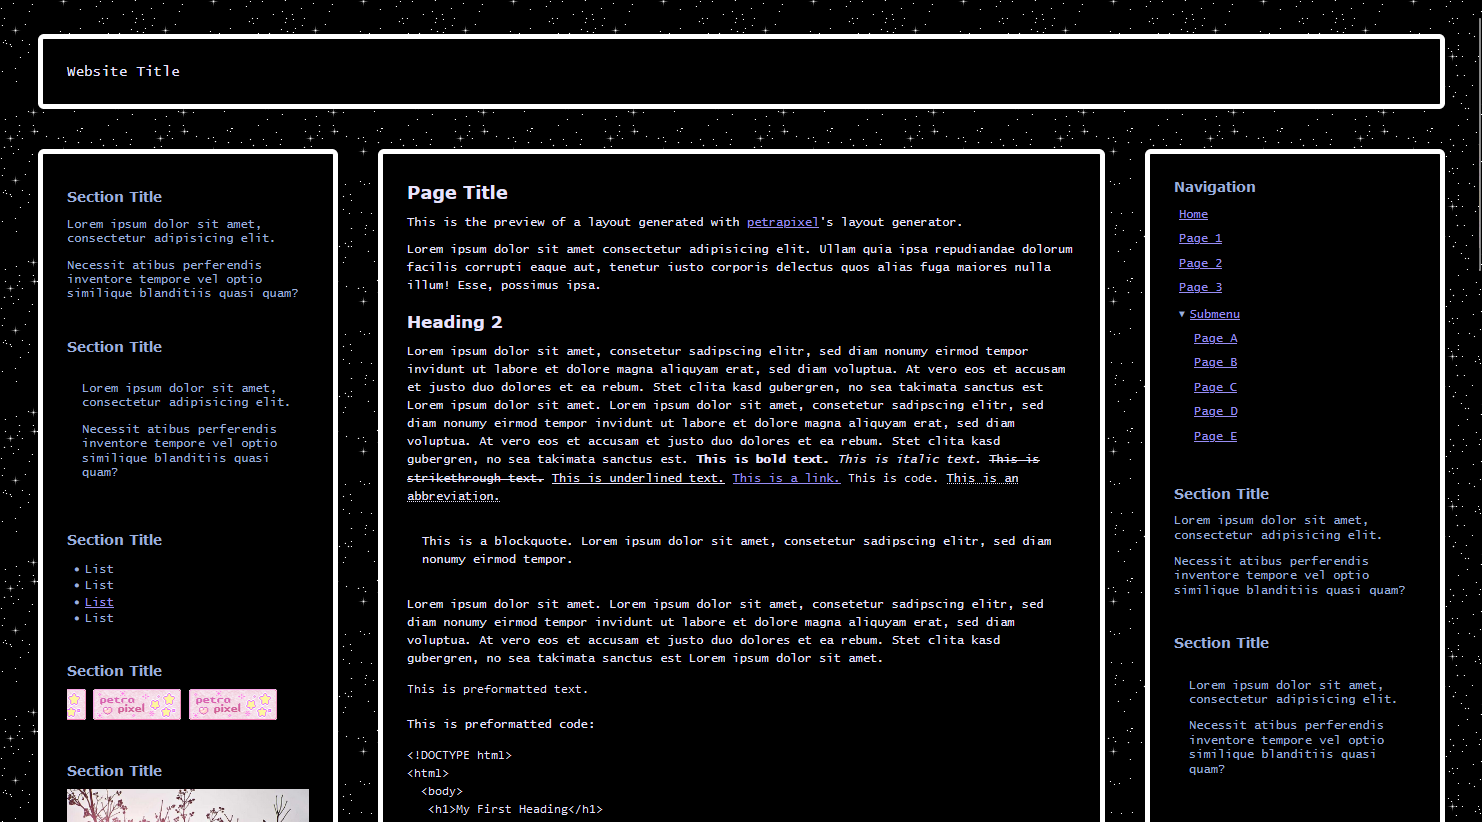 Website Title
Section Title
Lorem ipsum dolor sit amet,
consectetur adipisicing elit.
Necessit atibus perferendis
inventore tempore vel optio
similique blanditiis quasi quam?
Section Title
Lorem ipsum dolor sit amet,
consectetur adipisicing elit.
Necessit atibus perferendis
inventore tempore vel optio
similique blanditiis quasi
quam?
Section Title
• List
• List
• List
• List
Section Title
petra
pixel
petra
pixel
Section Title
Page Title
This is the preview of a layout generated with petrapixel's layout generator.
Lorem ipsum dolor sit amet consectetur adipisicing elit. Ullam quia ipsa repudiandae dolorum
facilis corrupti eaque aut, tenetur iusto corporis delectus quos alias fuga maiores nulla
illum! Esse, possimus ipsa.
Heading 2
Lorem ipsum dolor sit amet, consetetur sadipscing elitr, sed diam nonumy eirmod tempor
invidunt ut labore et dolore magna aliquyam erat, sed diam voluptua. At vero eos et accusam
et justo duo dolores et ea rebum. Stet clita kasd gubergren, no sea takimata sanctus est
Lorem ipsum dolor sit amet. Lorem ipsum dolor sit amet, consetetur sadipscing elitr, sed
diam nonumy eirmod tempor invidunt ut labore et dolore magna aliquyam erat, sed diam
voluptua. At vero eos et accusam et justo duo dolores et ea rebum. Stet clita kasd
gubergren, no sea takimata sanctus est. This is bold text. This is italic text. This is
strikethrough text. This is underlined text. This is a link. This is code. This is an
abbreviation.
This is a blockquote. Lorem ipsum dolor sit amet, consetetur sadipscing elitr, sed diam
nonumy eirmod tempor.
Lorem ipsum dolor sit amet. Lorem ipsum dolor sit amet, consetetur sadipscing elitr, sed
diam nonumy eirmod tempor invidunt ut labore et dolore magna aliquyam erat, sed diam
voluptua. At vero eos et accusam et justo duo dolores et ea rebum. Stet clita kasd
gubergren, no sea takimata sanctus est Lorem ipsum dolor sit amet.
This is preformatted text.
This is preformatted code:
<!DOCTYPE html>
<html>
<body>
<h1>My First Heading</h1>
Navigation
Home
Page 1
Page 2
Page 3
▼ Submenu
Page A
Page B
Page C
Page D
Page E
Section Title
Lorem ipsum dolor sit amet,
consectetur adipisicing elit.
Necessit atibus perferendis
inventore tempore vel optio
similique blanditiis quasi quam?
Section Title
Lorem ipsum dolor sit amet,
consectetur adipisicing elit.
Necessit atibus perferendis
inventore tempore vel optio
similique blanditiis quasi
quam?